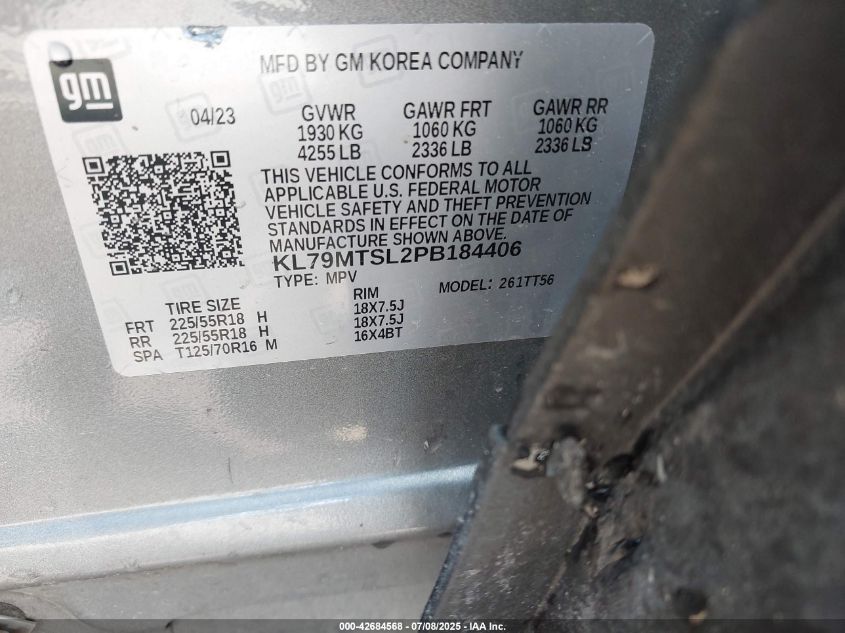 gm
MFD BY GM KOREA COMPANY
04/23
GVWR GAWR FRT GAWR RR
1930 KG 1060 KG 1060 KG
4255 LB 2336 LB 2336 LB
THIS VEHICLE CONFORMS TO ALL
APPLICABLE U.S. FEDERAL MOTOR
VEHICLE SAFETY AND THEFT PREVENTION
STANDARDS IN EFFECT ON THE DATE OF
MANUFACTURE SHOWN ABOVE.
KL79MTSL2PB184406
TYPE: MPV MODEL: 261TT56
TIRE SIZE RIM
FRT 225/55R18 H 18X7.5J
RR 225/55R18 H 18X7.5J
SPA T125/70R16 M 16X4BT
000-42684568 - 07/08/2025 - IAA Inc.